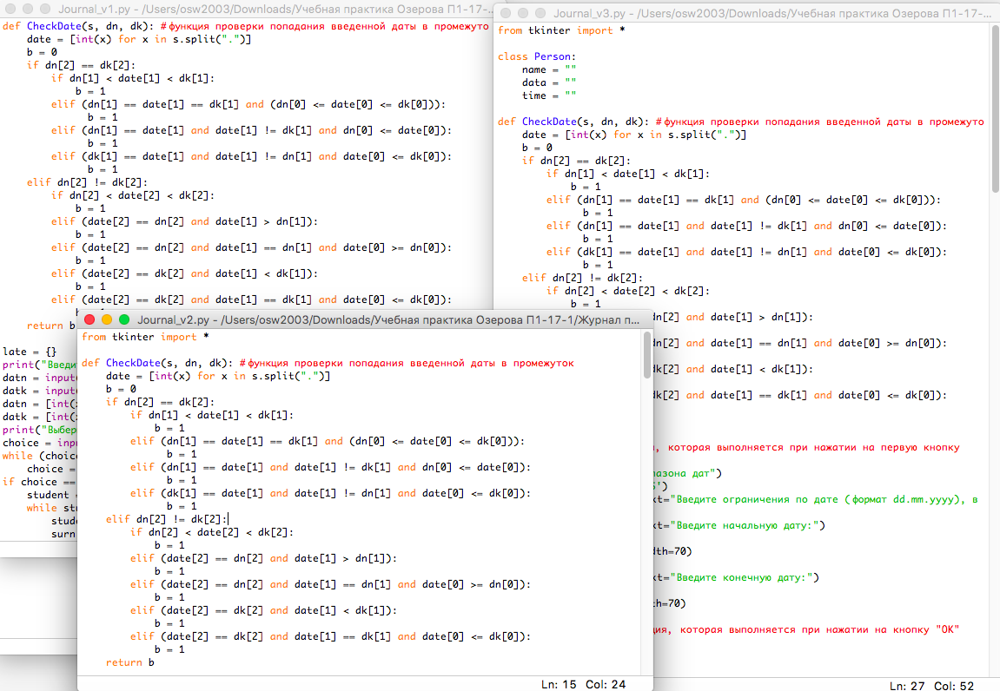 Journal_v1.py - /Users/osw2003/Downloads/Учебная практика Озерова П1-17-...
def CheckDate(s, dn, dk): #функция проверки попадания введенной даты в промежуто
    date = [int(x) for x in s.split(".")]
    b = 0
    if dn[2] == dk[2]:
        if dn[1] < date[1] < dk[1]:
            b = 1
        elif (dn[1] == date[1] == dk[1] and (dn[0] <= date[0] <= dk[0])):
            b = 1
        elif (dn[1] == date[1] and date[1] != dk[1] and dn[0] <= date[0]):
            b = 1
        elif (dk[1] == date[1] and date[1] != dn[1] and date[0] <= dk[0]):
            b = 1
    elif dn[2] != dk[2]:
        if dn[2] < date[2] < dk[2]:
            b = 1
        elif (date[2] == dn[2] and date[1] > dn[1]):
            b = 1
        elif (date[2] == dn[2] and date[1] == dn[1] and date[0] >= dn[0]):
            b = 1
        elif (date[2] == dk[2] and date[1] < dk[1]):
            b = 1
        elif (date[2] == dk[2] and date[1] == dk[1] and date[0] <= dk[0]):
    return b
late = {}
print("Введи
datn = input
datk = input
datn = [int(
datk = [int(
print("Выбер
choice = inp
while (choic
    choice =
if choice ==
    student
    while stu
        stude
        surn
Journal_v3.py - /Users/osw2003/Downloads/Учебная практика Озерова П1-17-...
from tkinter import *
class Person:
    name = ""
    data = ""
    time = ""
def CheckDate(s, dn, dk): #функция проверки попадания введенной даты в промежуто
    date = [int(x) for x in s.split(".")]
    b = 0
    if dn[2] == dk[2]:
        if dn[1] < date[1] < dk[1]:
            b = 1
        elif (dn[1] == date[1] == dk[1] and (dn[0] <= date[0] <= dk[0])):
            b = 1
        elif (dn[1] == date[1] and date[1] != dk[1] and dn[0] <= date[0]):
            b = 1
        elif (dk[1] == date[1] and date[1] != dn[1] and date[0] <= dk[0]):
            b = 1
    elif dn[2] != dk[2]:
        if dn[2] < date[2] < dk[2]:
            b = 1
dn[2] and date[1] > dn[1]):
dn[2] and date[1] == dn[1] and date[0] >= dn[0]):
dk[2] and date[1] < dk[1]):
dk[2] and date[1] == dk[1] and date[0] <= dk[0]):
, которая выполняется при нажатии на первую кнопку
пазона дат")
')
xt="Введите ограничения по дате (формат dd.mm.yyyy), в
xt="Введите начальную дату:")
dth=70)
xt="Введите конечную дату:")
th=70)
ция, которая выполняется при нажатии на кнопку "OK"
Ln: 27 Col: 52
Journal_v2.py - /Users/osw2003/Downloads/Учебная практика Озерова П1-17-1/Журнал п...
from tkinter import *
def CheckDate(s, dn, dk): #функция проверки попадания введенной даты в промежуток
    date = [int(x) for x in s.split(".")]
    b = 0
    if dn[2] == dk[2]:
        if dn[1] < date[1] < dk[1]:
            b = 1
        elif (dn[1] == date[1] == dk[1] and (dn[0] <= date[0] <= dk[0])):
            b = 1
        elif (dn[1] == date[1] and date[1] != dk[1] and dn[0] <= date[0]):
            b = 1
        elif (dk[1] == date[1] and date[1] != dn[1] and date[0] <= dk[0]):
            b = 1
    elif dn[2] != dk[2]:
        if dn[2] < date[2] < dk[2]:
            b = 1
        elif (date[2] == dn[2] and date[1] > dn[1]):
            b = 1
        elif (date[2] == dn[2] and date[1] == dn[1] and date[0] >= dn[0]):
            b = 1
        elif (date[2] == dk[2] and date[1] < dk[1]):
            b = 1
        elif (date[2] == dk[2] and date[1] == dk[1] and date[0] <= dk[0]):
            b = 1
    return b
Ln: 15 Col: 24